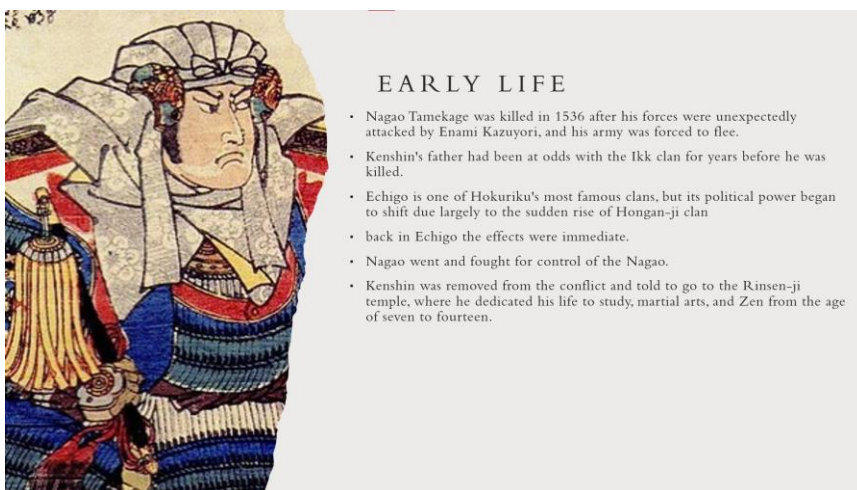 EARLY LIFE
• Nagao Tamekage was killed in 1536 after his forces were unexpectedly
attacked by Enami Kazuyori, and his army was forced to flee.
• Kenshin's father had been at odds with the Ikk clan for years before he was
killed.
• Echigo is one of Hokuriku's most famous clans, but its political power began
to shift due largely to the sudden rise of Hongan-ji clan
• back in Echigo the effects were immediate.
• Nagao went and fought for control of the Nagao.
• Kenshin was removed from the conflict and told to go to the Rinsen-ji
temple, where he dedicated his life to study, martial arts, and Zen from the age
of seven to fourteen.